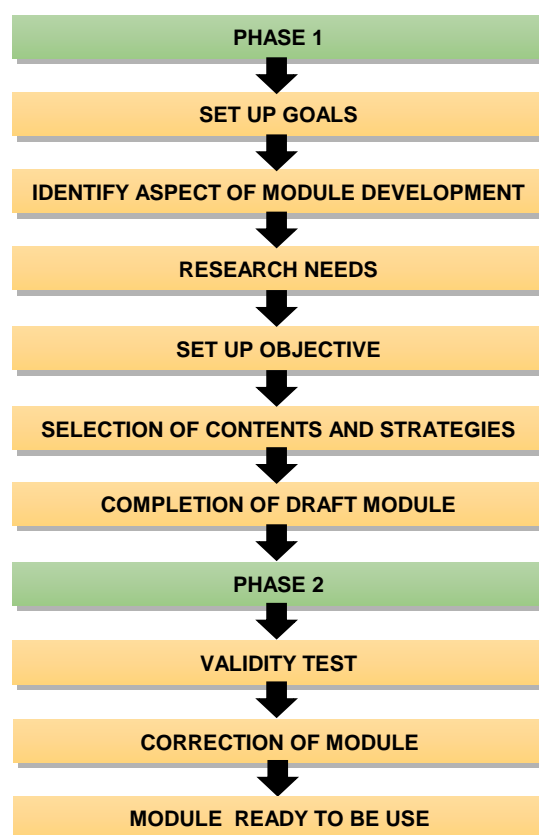 PHASE 1
SET UP GOALS
IDENTIFY ASPECT OF MODULE DEVELOPMENT
RESEARCH NEEDS
SET UP OBJECTIVE
SELECTION OF CONTENTS AND STRATEGIES
COMPLETION OF DRAFT MODULE
PHASE 2
VALIDITY TEST
CORRECTION OF MODULE
MODULE READY TO BE USE